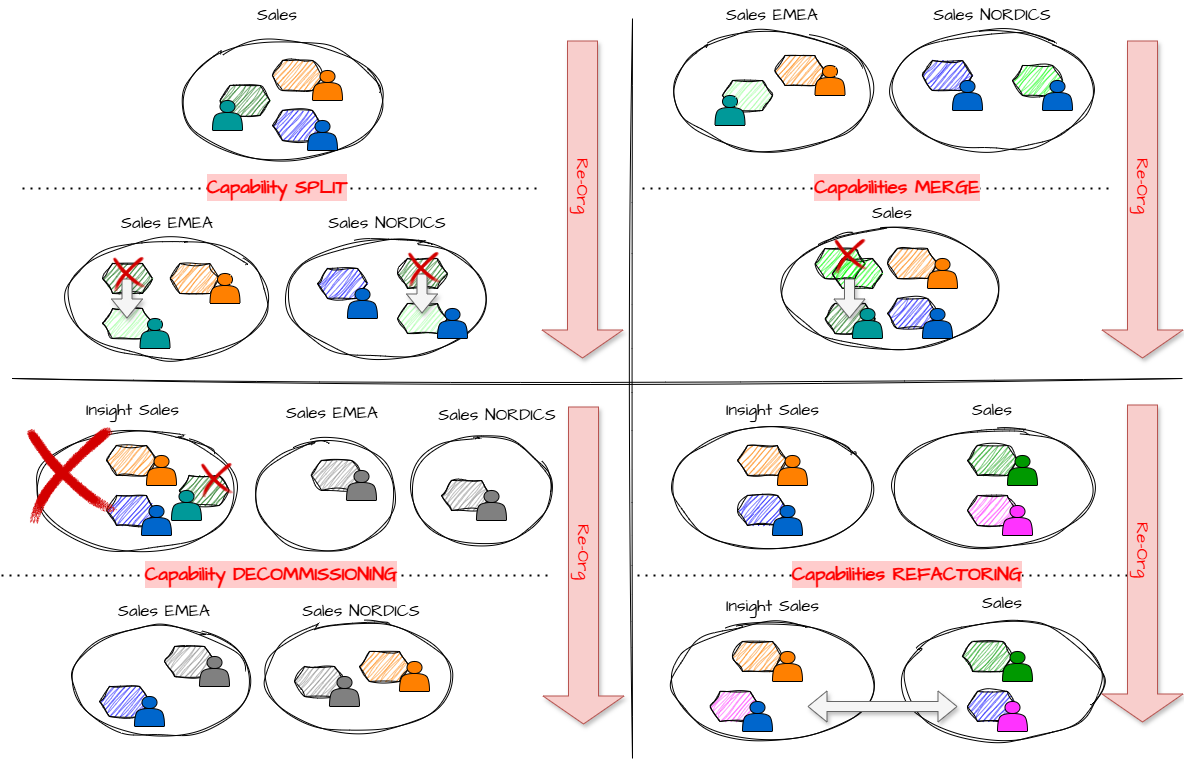 Sales
Re-Org
Capability SPLIT
Sales EMEA
Sales NORDICS
Sales EMEA
Sales NORDICS
Re-Org
Capabilities MERGE
Sales
Insight Sales
Sales EMEA
Sales NORDICS
Re-Org
Capability DECOMMISSIONING
Sales EMEA
Sales NORDICS
Insight Sales
Sales
Re-Org
Capabilities REFACTORING
Insight Sales
Sales